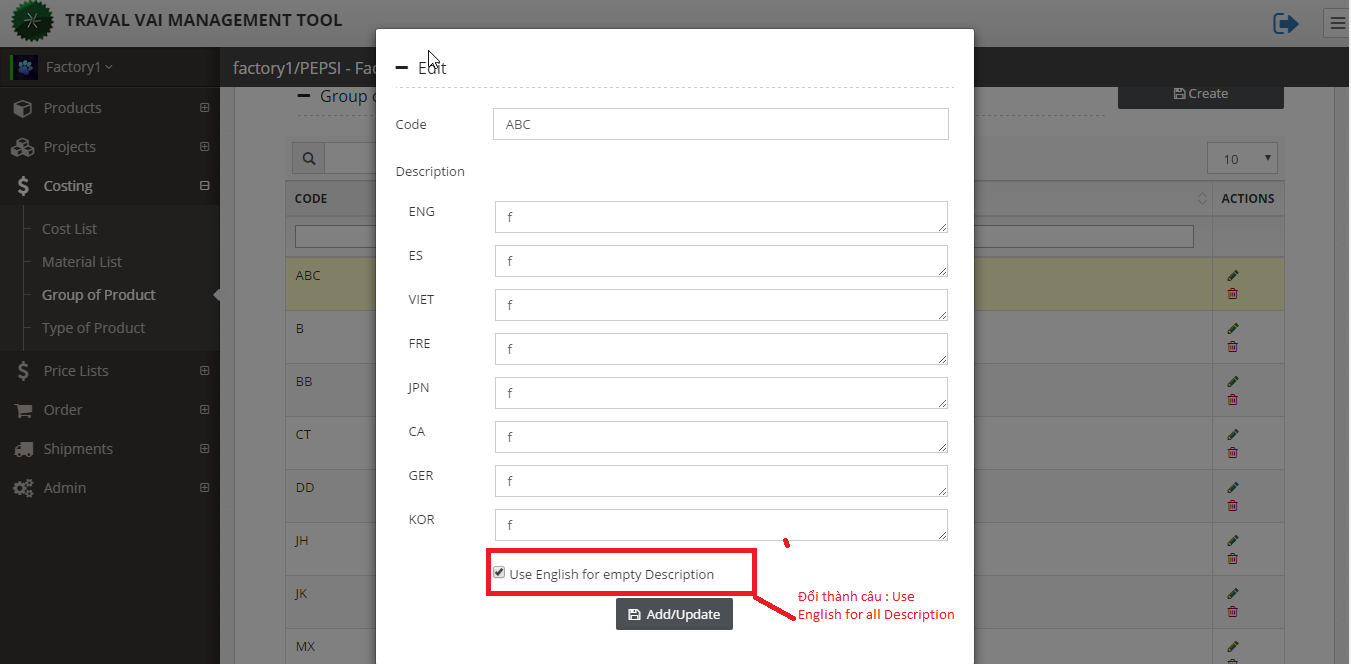 TRAVAL VAI MANAGEMENT TOOL
Factory1
factory1/PEPSI - Fac
Products
Projects
Costing
Cost List
Material List
Group of Product
Type of Product
Price Lists
Order
Shipments
Admin
Group o
Create
10
CODE
ACTIONS
ABC
B
BB
CT
DD
JH
JK
MX
Edit
Code
ABC
Description
ENG
f
ES
f
VIET
f
FRE
f
JPN
f
CA
f
GER
f
KOR
f
Use English for empty Description
Add/Update
Đổi thành câu : Use
English for all Description